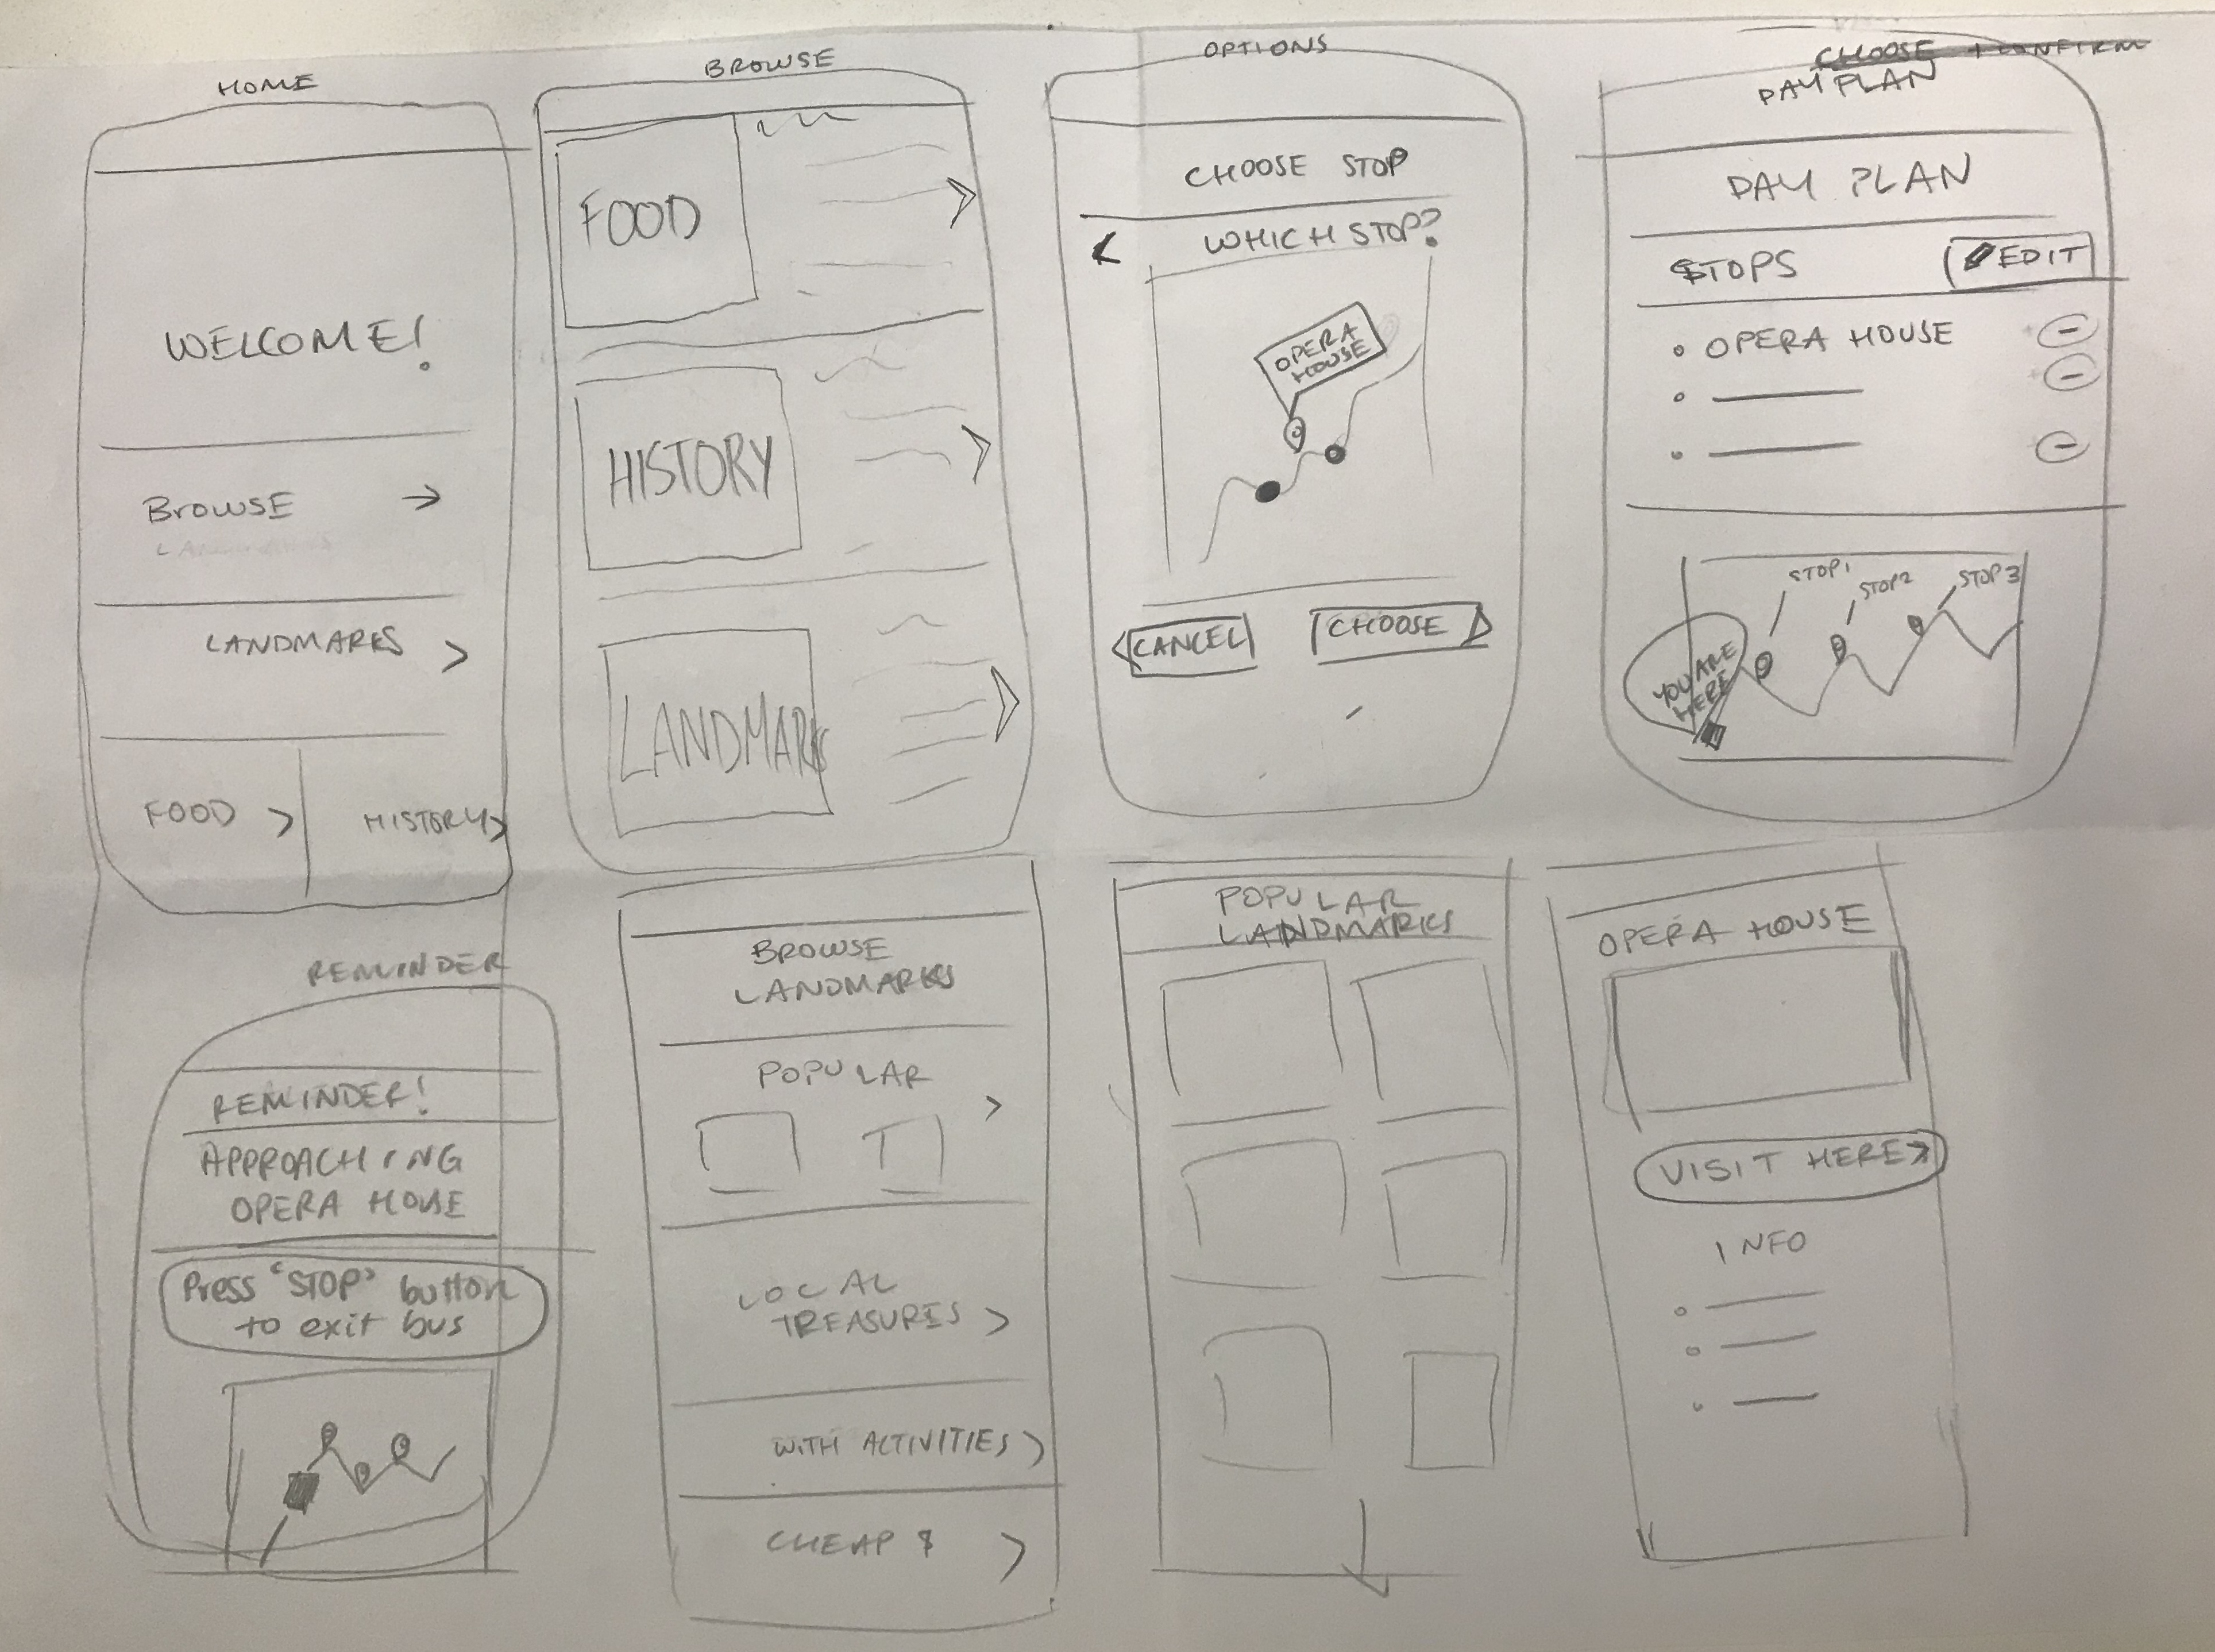 HOME
WELCOME!
BROWSE
LANDMARKS
FOOD
HISTORY
BROWSE
FOOD
HISTORY
LANDMARKS
OPTIONS
CHOOSE STOP
WHICH STOP?
OPERA
HOUSE
CANCEL
CHOOSE
CHOOSE + CONFIRM
DAY PLAN
DAY PLAN
STOPS
EDIT
OPERA HOUSE
STOP 1
STOP 2
STOP 3
YOU ARE
HERE
REMINDER
REMINDER!
APPROACHING
OPERA HOUSE
Press 'STOP' button
to exit bus
BROWSE
LANDMARKS
POPULAR
LOCAL
TREASURES
WITH ACTIVITIES
CHEAP $
POPULAR
LANDMARKS
OPERA HOUSE
VISIT HERE
INFO